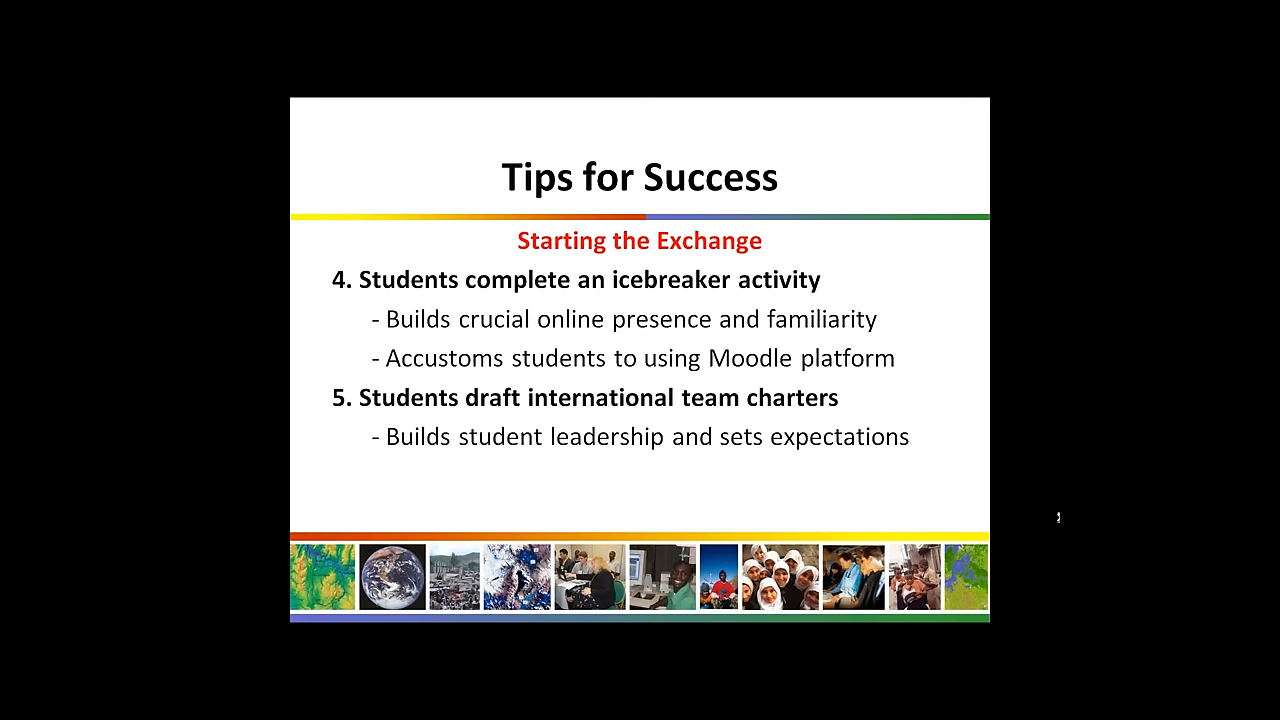 Tips for Success
Starting the Exchange
4. Students complete an icebreaker activity
- Builds crucial online presence and familiarity
- Accustoms students to using Moodle platform
5. Students draft international team charters
- Builds student leadership and sets expectations